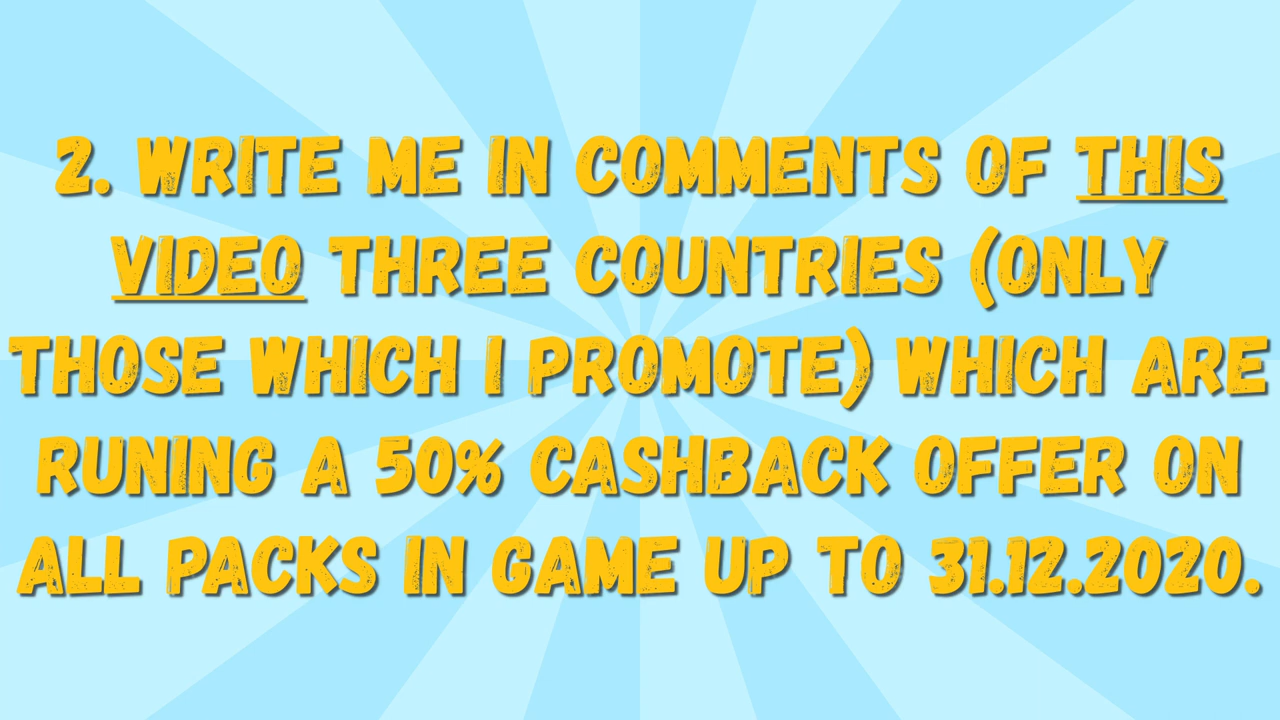 2. WRITE ME IN COMMENTS OF THIS
VIDEO THREE COUNTRIES (ONLY
THOSE WHICH I PROMOTE) WHICH ARE
RUNING A 50% CASHBACK OFFER ON
ALL PACKS IN GAME UP TO 31.12.2020.